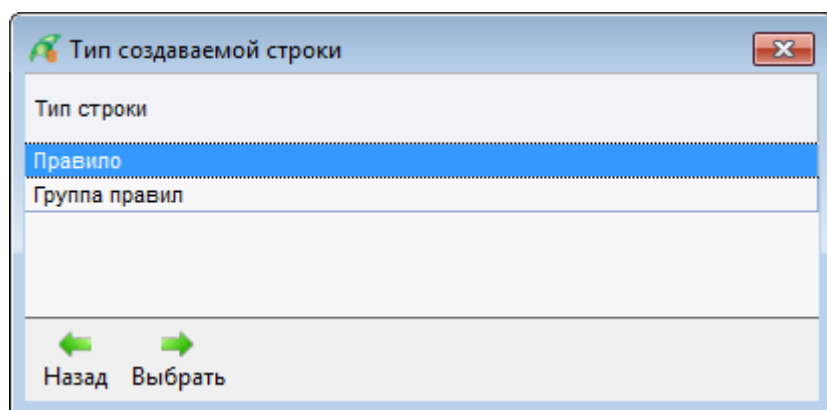 Тип создаваемой строки
Тип строки
Правило
Группа правил
Назад Выбрать